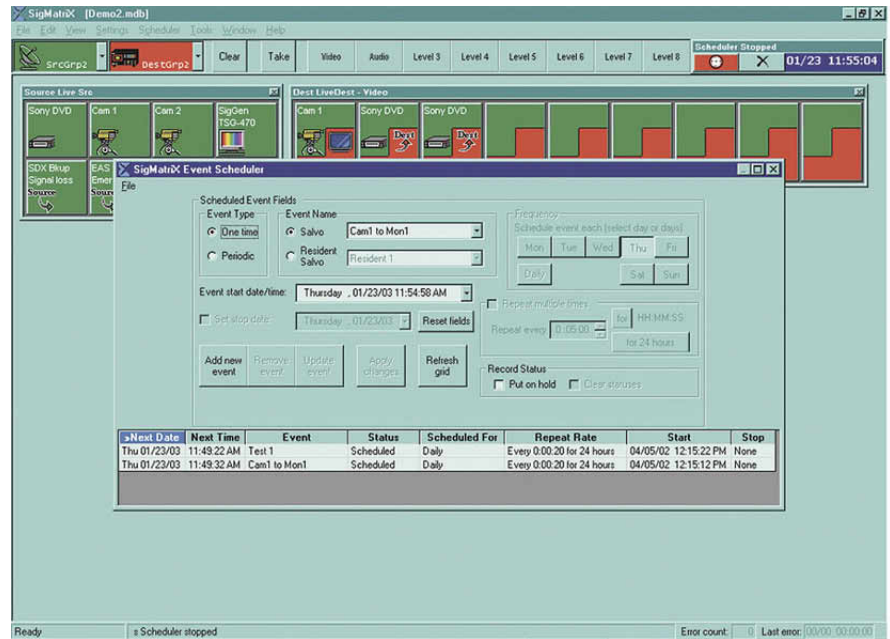 SigMatriX [Demo2.mdb]
File Edit View Settings Scheduler Tools Window Help
SrcGrp2 DestGrp2 Clear Take Video Audio Level 3 Level 4 Level 5 Level 6 Level 7 Level 8
Scheduler Stopped
01/23 11:55:04
Source Live Src
Dest LiveDest - Video
Sony DVD Cam 1 Cam 2 SigGen TSG-470
Cam 1 Sony DVD Sony DVD
Dest Dest
SDX Bkup Signal loss
Source
EAS
SigMatriX Event Scheduler
File
Scheduled Event Fields
Event Type
One time
Periodic
Event Name
Salvo Cam1 to Mon1
Resident Salvo Resident 1
Frequency
Schedule event each (select day or days)
Mon Tue Wed Thu Fri
Daily Sat Sun
Event start date/time: Thursday , 01/23/03 11:54:58 AM
Set stop date: Thursday , 01/23/03 Reset fields
Repeat multiple times
Repeat every 0:05:00 for HH:MM:SS
for 24 hours
Add new event Remove event Update event Apply changes Refresh grid
Record Status
Put on hold Clear statuses
»Next Date Next Time Event Status Scheduled For Repeat Rate Start Stop
Thu 01/23/03 11:49:22 AM Test 1 Scheduled Daily Every 0:00:20 for 24 hours 04/05/02 12:15:22 PM None
Thu 01/23/03 11:49:32 AM Cam1 to Mon1 Scheduled Daily Every 0:00:20 for 24 hours 04/05/02 12:15:12 PM None
Ready
Scheduler stopped
Error count: 0 Last error: 00/00 00:00:00